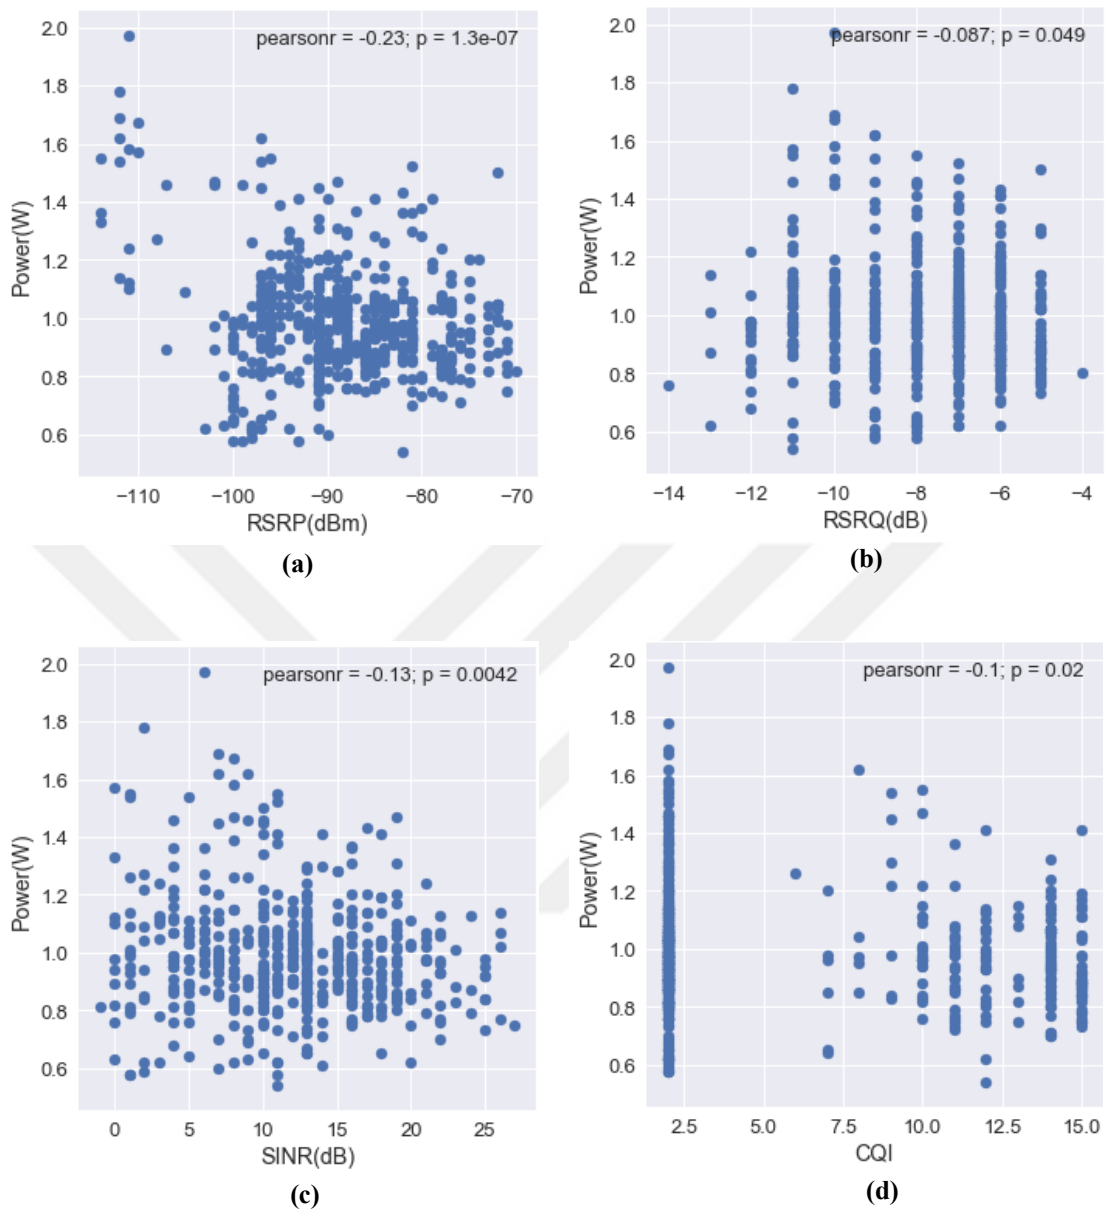 pearsonr = -0.23; p = 1.3e-07
2.0
1.8
1.6
1.4
1.2
1.0
0.8
0.6
Power(W)
−110 −100 −90 −80 −70
RSRP(dBm)
(a)
pearsonr = -0.087; p = 0.049
2.0
1.8
1.6
1.4
1.2
1.0
0.8
0.6
Power(W)
−14 −12 −10 −8 −6 −4
RSRQ(dB)
(b)
pearsonr = -0.13; p = 0.0042
2.0
1.8
1.6
1.4
1.2
1.0
0.8
0.6
Power(W)
0 5 10 15 20 25
SINR(dB)
(c)
pearsonr = -0.1; p = 0.02
2.0
1.8
1.6
1.4
1.2
1.0
0.8
0.6
Power(W)
2.5 5.0 7.5 10.0 12.5 15.0
CQI
(d)